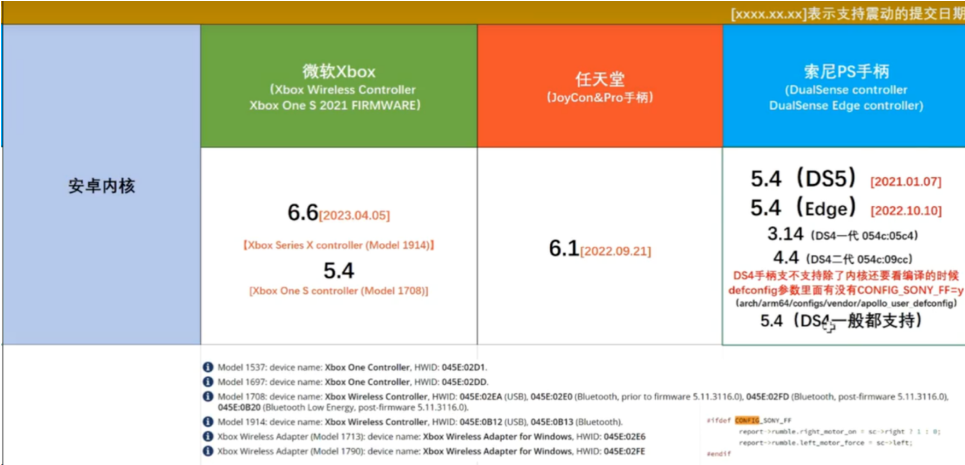 [xxxx.xx.xx]表示支持震动的提交日期
微软Xbox
(Xbox Wireless Controller
Xbox One S 2021 FIRMWARE)
任天堂
(JoyCon&Pro手柄)
索尼PS手柄
(DualSense controller
DualSense Edge controller)
安卓内核
6.6[2023.04.05]
【Xbox Series X controller (Model 1914)】
5.4
[Xbox One S controller (Model 1708)]
6.1[2022.09.21]
5.4（DS5）[2021.01.07]
5.4（Edge）[2022.10.10]
3.14（DS4一代 054c:05c4)
4.4（DS4二代 054c:09cc)
DS4手柄支不支持除了内核还要看编译的时候
defconfig参数里面有没有CONFIG_SONY_FF=y
(arch/arm64/configs/vendor/apollo_user_defconfig)
5.4（DS4一般都支持）
Model 1537: device name: Xbox One Controller, HWID: 045E:02D1.
Model 1697: device name: Xbox One Controller, HWID: 045E:02DD.
Model 1708: device name: Xbox Wireless Controller, HWID: 045E:02EA (USB), 045E:02E0 (Bluetooth, prior to firmware 5.11.3116.0), 045E:02FD (Bluetooth, post-firmware 5.11.3116.0),
045E:0B20 (Bluetooth Low Energy, post-firmware 5.11.3116.0).
Model 1914: device name: Xbox Wireless Controller, HWID: 045E:0B12 (USB), 045E:0B13 (Bluetooth).
Xbox Wireless Adapter (Model 1713): device name: Xbox Wireless Adapter for Windows, HWID: 045E:02E6
Xbox Wireless Adapter (Model 1790): device name: Xbox Wireless Adapter for Windows, HWID: 045E:02FE
#ifdef CONFIG_SONY_FF
report->rumble.right_motor_on = sc->right ? 1 : 0;
report->rumble.left_motor_force = sc->left;
#endif